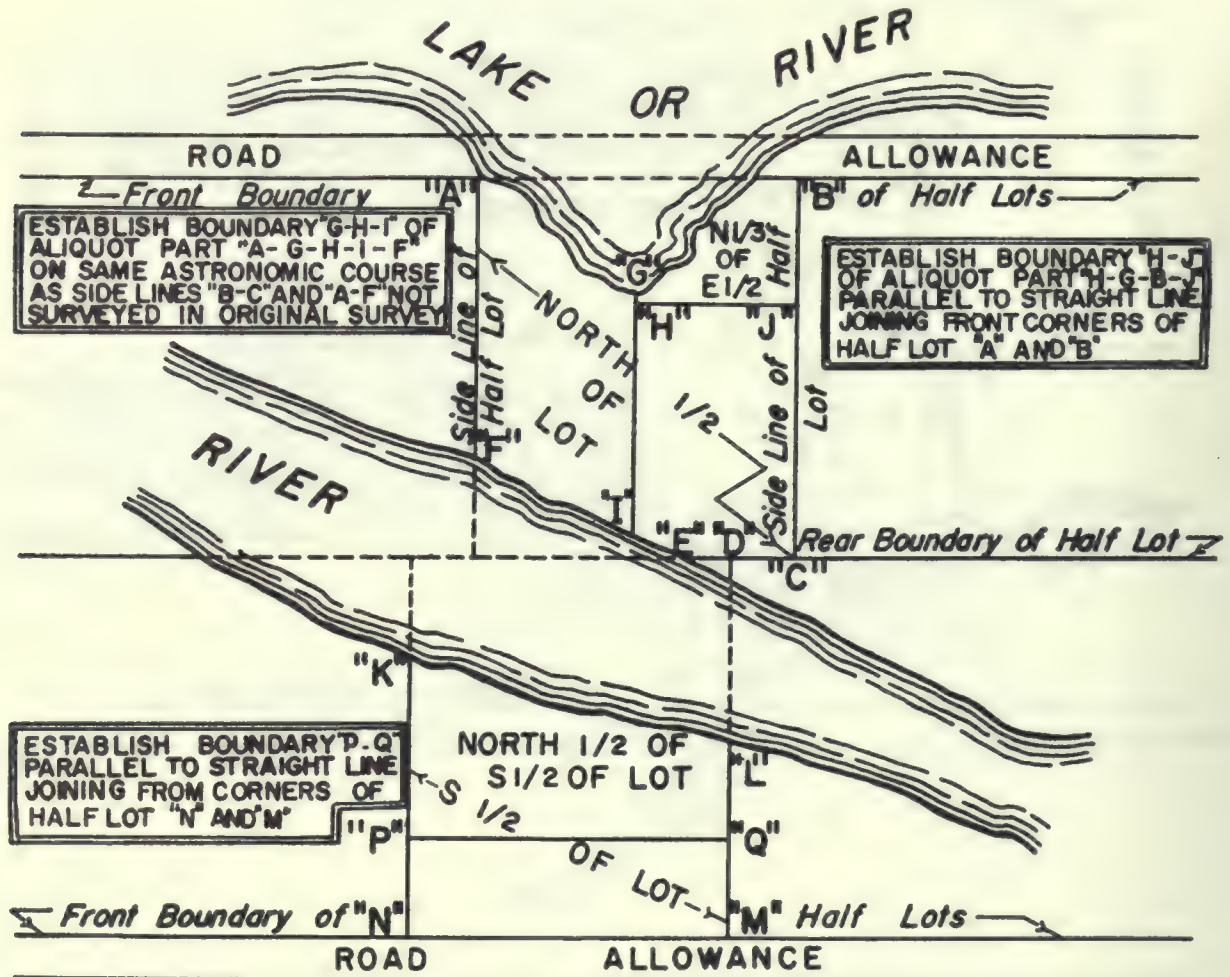 LAKE OR RIVER
ROAD ALLOWANCE
Front Boundary "A" "B" of Half Lots
ESTABLISH BOUNDARY "G-H-I" OF
ALIQUOT PART "A-G-H-I-F"
ON SAME ASTRONOMIC COURSE
AS SIDE LINES "B-C" AND "A-F" NOT
SURVEYED IN ORIGINAL SURVEY
Side Line of
Half Lot
"G"
N1/3
OF
E1/2
Half
ESTABLISH BOUNDARY "H-J"
OF ALIQUOT PART "H-G-B-J"
PARALLEL TO STRAIGHT LINE
JOINING FRONT CORNERS OF
HALF LOT "A" AND "B"
"H" "J"
NORTH
OF
LOT
1/2
Side Line of
Lot
"F"
RIVER
"I"
"E" "D" Rear Boundary of Half Lot
"C"
"K"
ESTABLISH BOUNDARY "P-Q"
PARALLEL TO STRAIGHT LINE
JOINING FROM CORNERS OF
HALF LOT "N" AND "M"
NORTH 1/2 OF
S1/2 OF LOT
"L"
S
1/2
"P" "Q"
OF
LOT
Front Boundary of "N" "M" Half Lots
ROAD ALLOWANCE